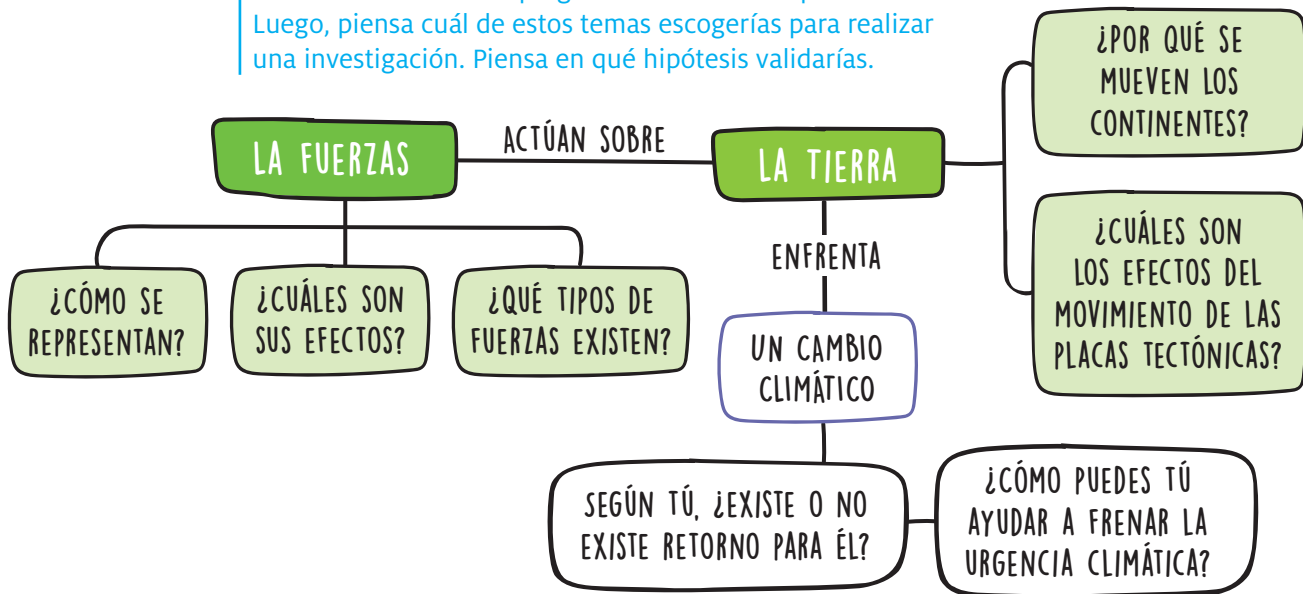 Luego, piensa cuál de estos temas escogerías para realizar
una investigación. Piensa en qué hipótesis validarías.
LA FUERZAS
ACTÚAN SOBRE
LA TIERRA
¿POR QUÉ SE
MUEVEN LOS
CONTINENTES?
¿CUÁLES SON
LOS EFECTOS DEL
MOVIMIENTO DE LAS
PLACAS TECTÓNICAS?
¿CÓMO SE
REPRESENTAN?
¿CUÁLES SON
SUS EFECTOS?
¿QUÉ TIPOS DE
FUERZAS EXISTEN?
ENFRENTA
UN CAMBIO
CLIMÁTICO
SEGÚN TÚ, ¿EXISTE O NO
EXISTE RETORNO PARA ÉL?
¿CÓMO PUEDES TÚ
AYUDAR A FRENAR LA
URGENCIA CLIMÁTICA?